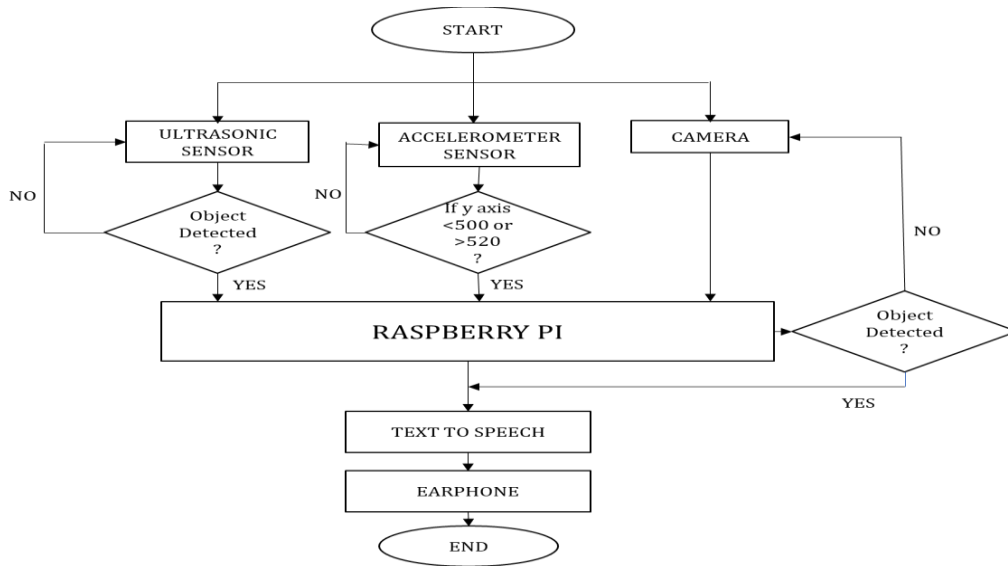 START
ULTRASONIC
SENSOR
ACCELEROMETER
SENSOR
CAMERA
NO
NO
NO
Object
Detected
?
If y axis
<500 or
>520
?
YES
YES
RASPBERRY PI
Object
Detected
?
YES
TEXT TO SPEECH
EARPHONE
END